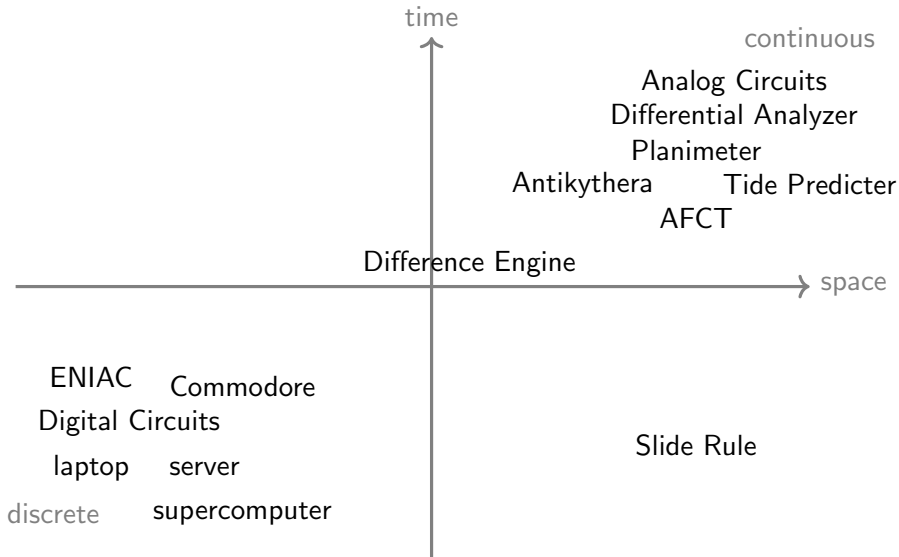 time
continuous
Analog Circuits
Differential Analyzer
Planimeter
Antikythera
Tide Predicter
AFCT
Difference Engine
space
ENIAC
Commodore
Digital Circuits
Slide Rule
laptop
server
discrete
supercomputer